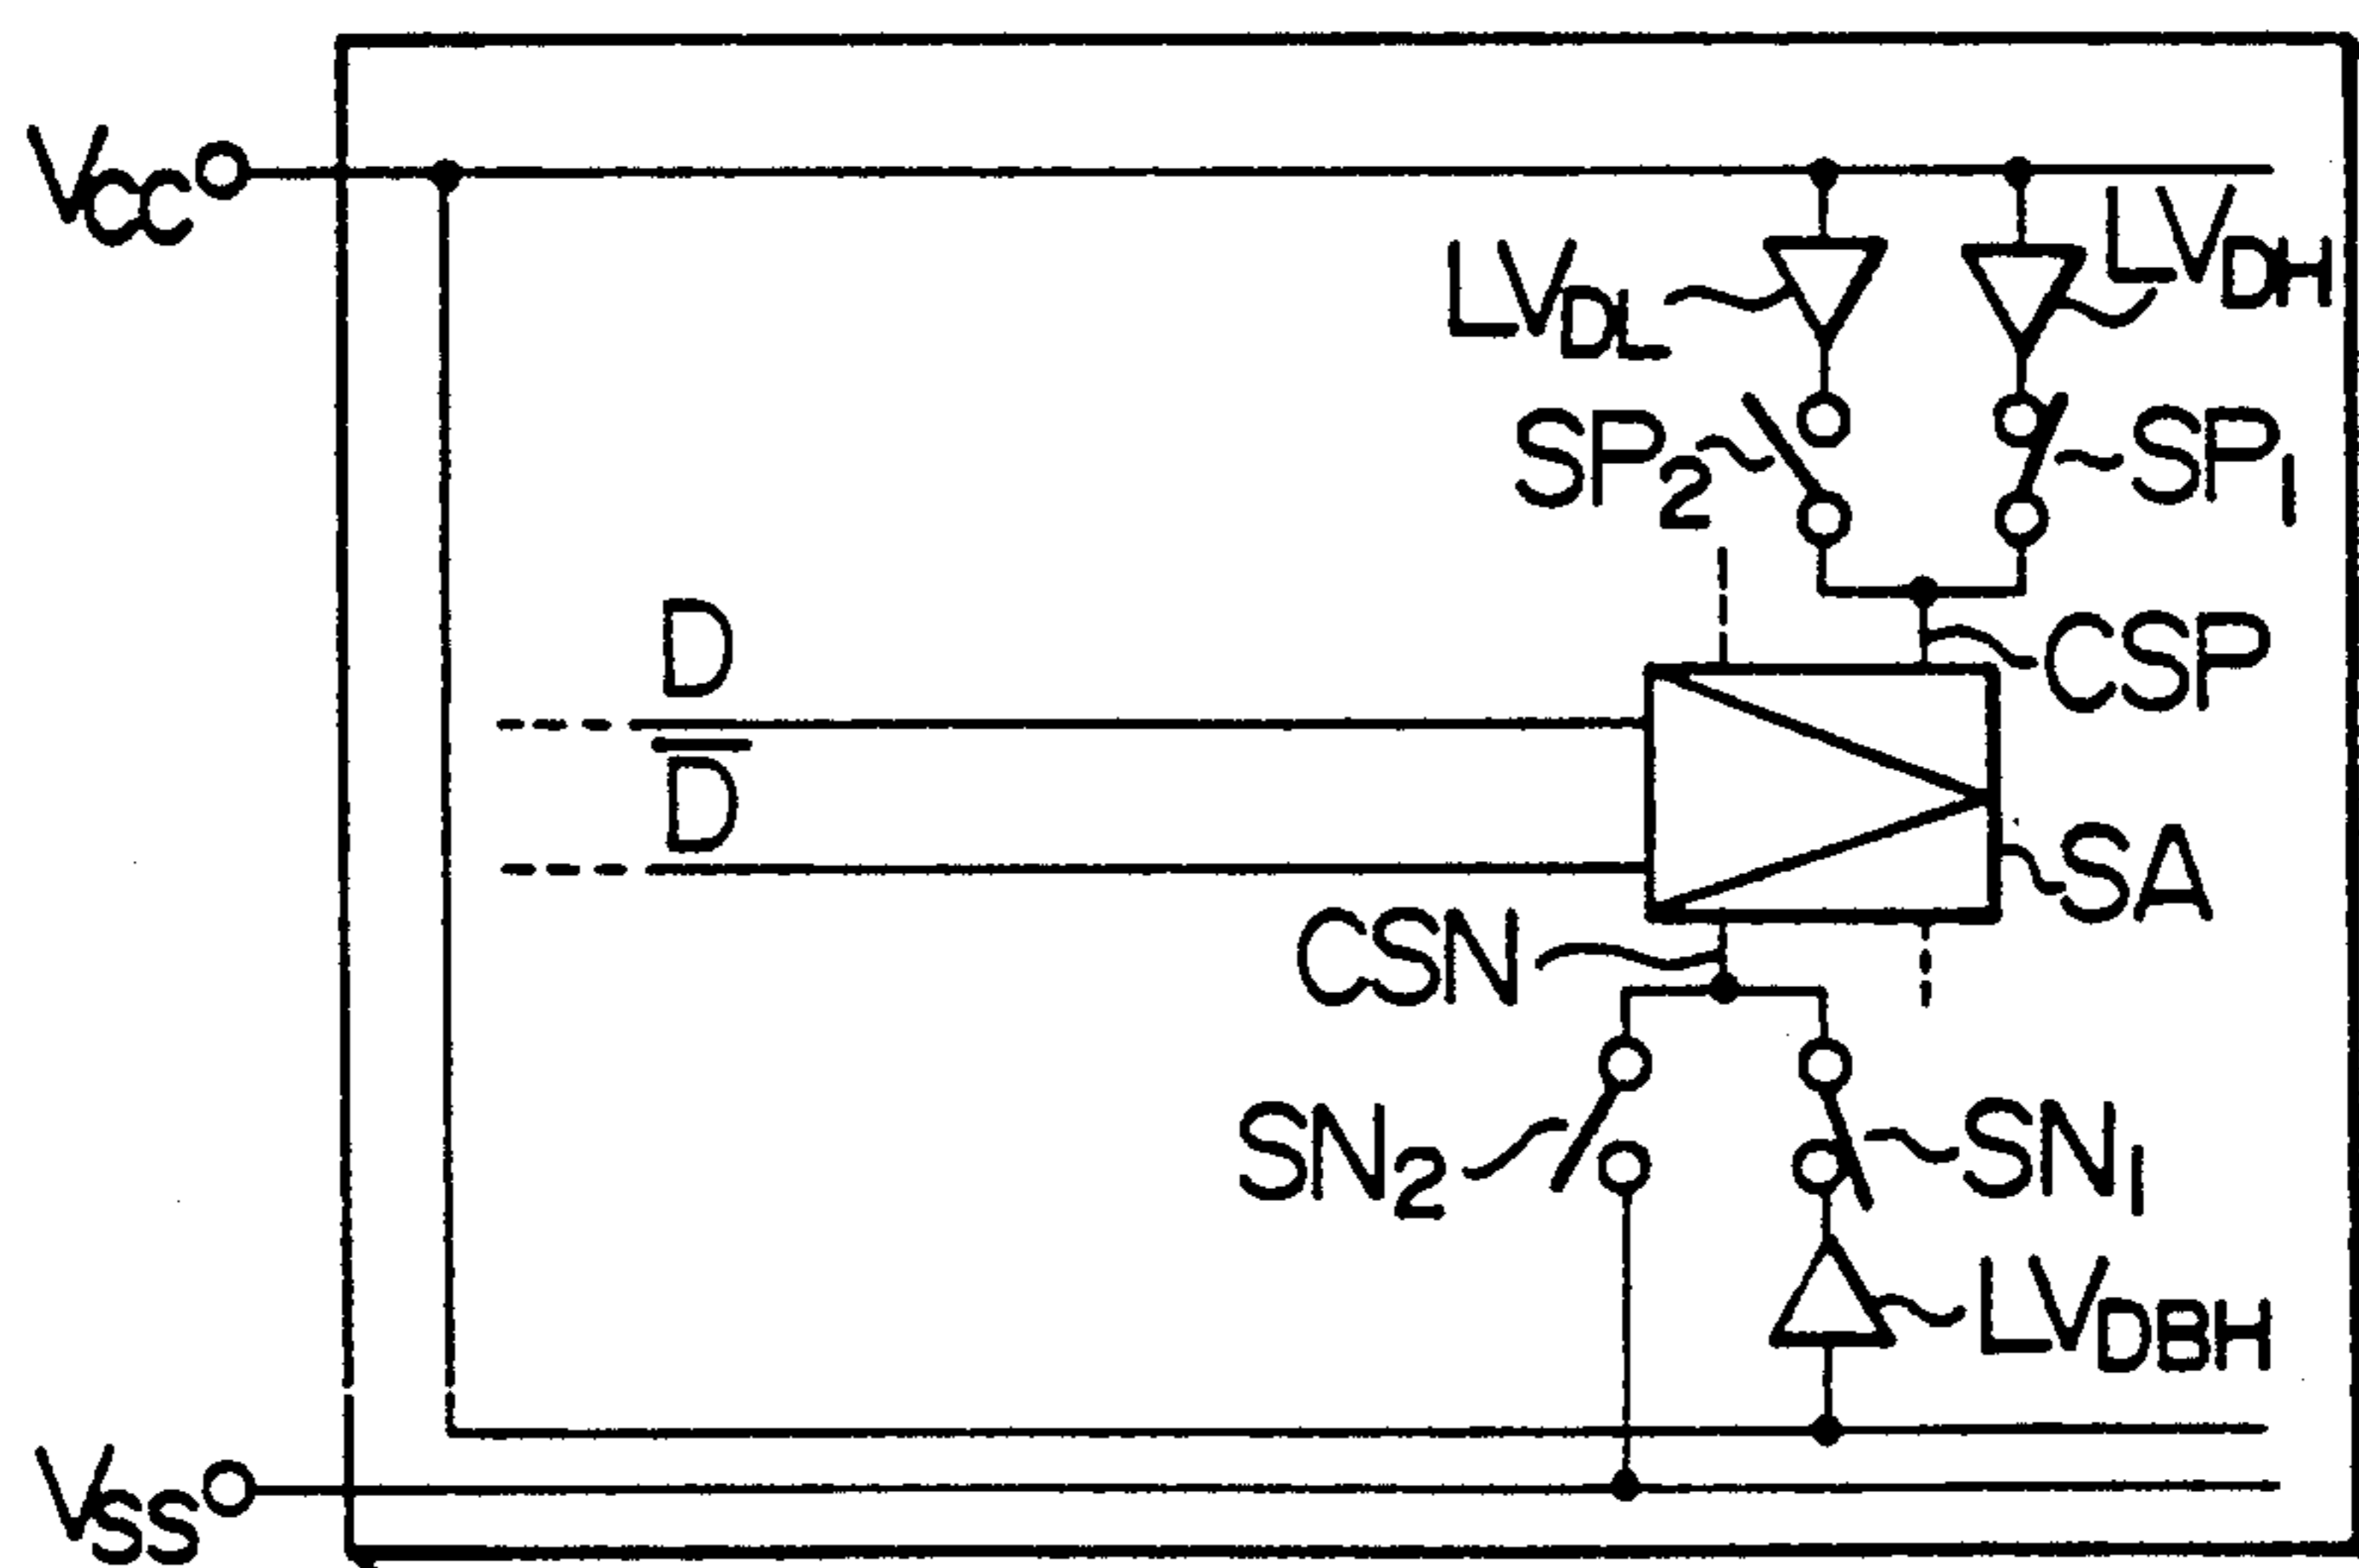 VCC
LVDL
LVDH
SP2
SP1
D
CSP
D̅
SA
CSN
SN2
SN1
LVDBH
VSS